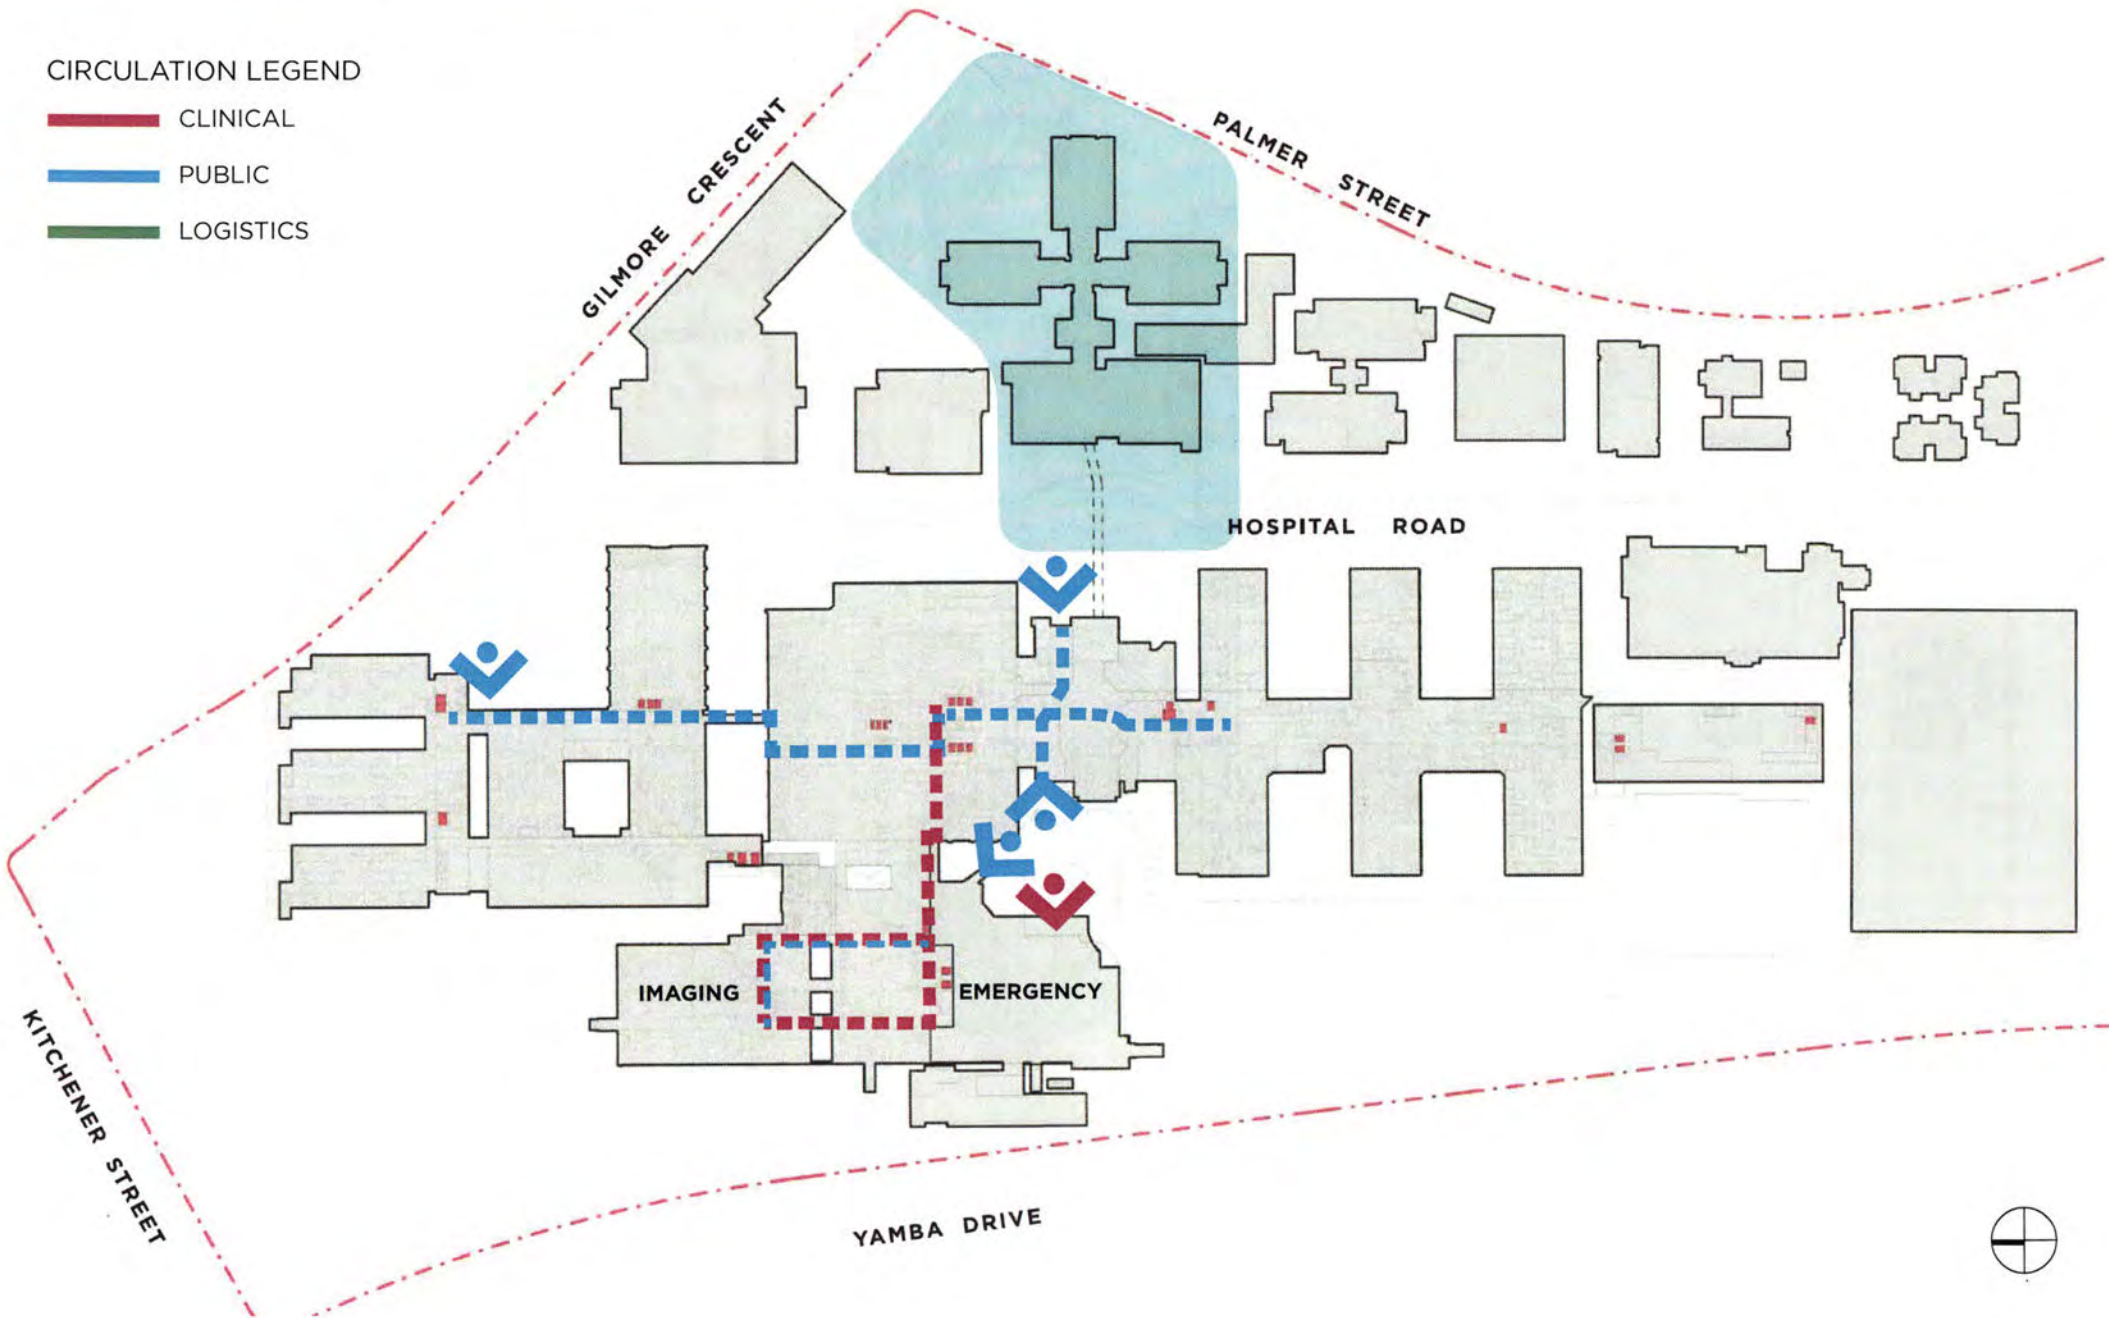 CIRCULATION LEGEND
CLINICAL
PUBLIC
LOGISTICS
GILMORE CRESCENT
PALMER STREET
HOSPITAL ROAD
IMAGING
EMERGENCY
KITCHENER STREET
YAMBA DRIVE